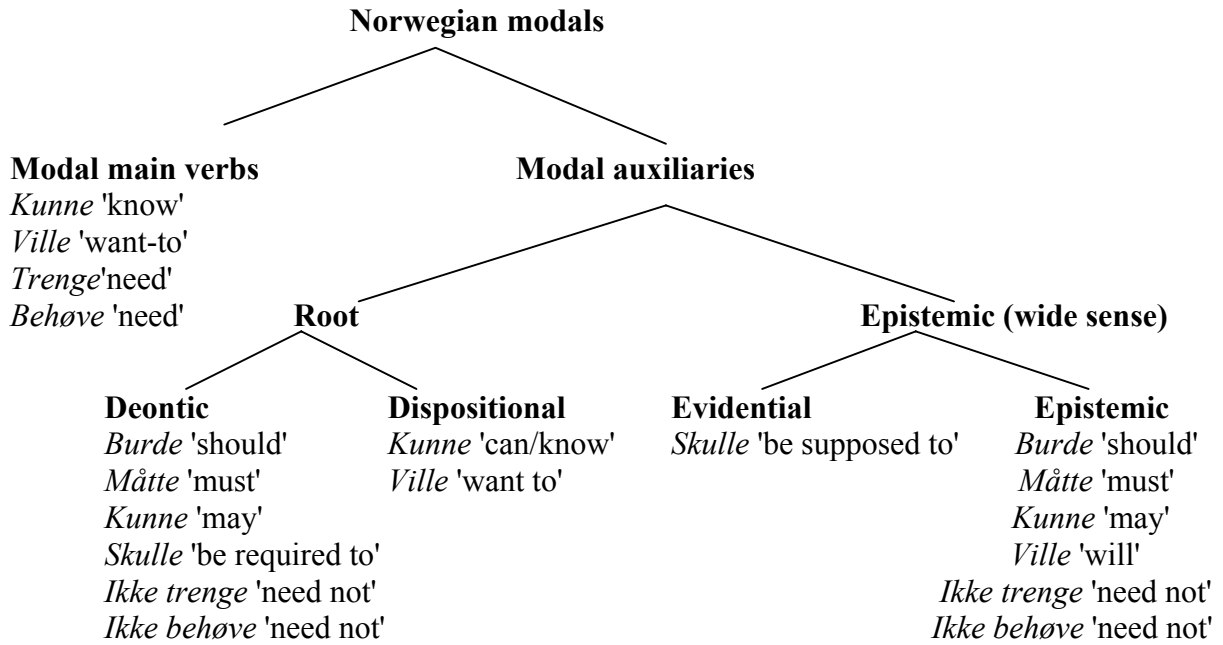 Norwegian modals
Modal main verbs
Kunne 'know'
Ville 'want-to'
Trenge'need'
Behøve 'need'
Modal auxiliaries
Root
Epistemic (wide sense)
Deontic
Burde 'should'
Måtte 'must'
Kunne 'may'
Skulle 'be required to'
Ikke trenge 'need not'
Ikke behøve 'need not'
Dispositional
Kunne 'can/know'
Ville 'want to'
Evidential
Skulle 'be supposed to'
Epistemic
Burde 'should'
Måtte 'must'
Kunne 'may'
Ville 'will'
Ikke trenge 'need not'
Ikke behøve 'need not'